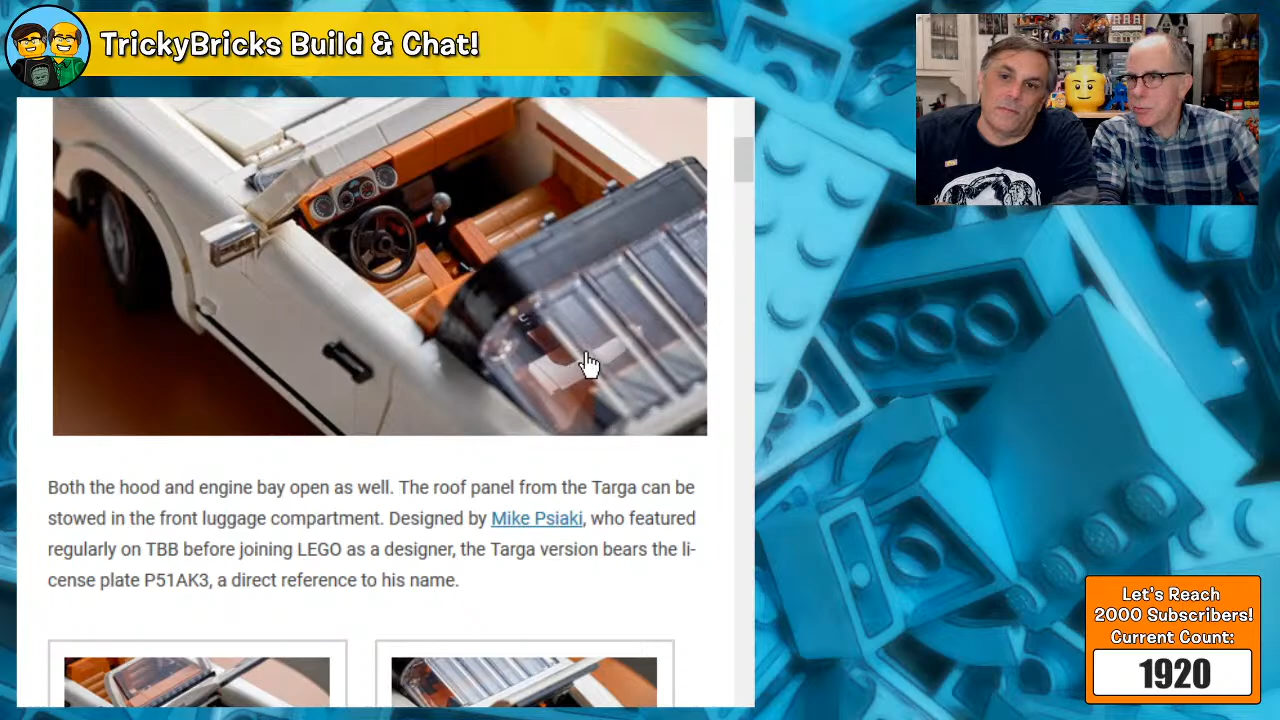 TrickyBricks Build & Chat!
Both the hood and engine bay open as well. The roof panel from the Targa can be
stowed in the front luggage compartment. Designed by Mike Psiaki, who featured
regularly on TBB before joining LEGO as a designer, the Targa version bears the li-
cense plate P51AK3, a direct reference to his name.
Let's Reach
2000 Subscribers!
Current Count:
1920